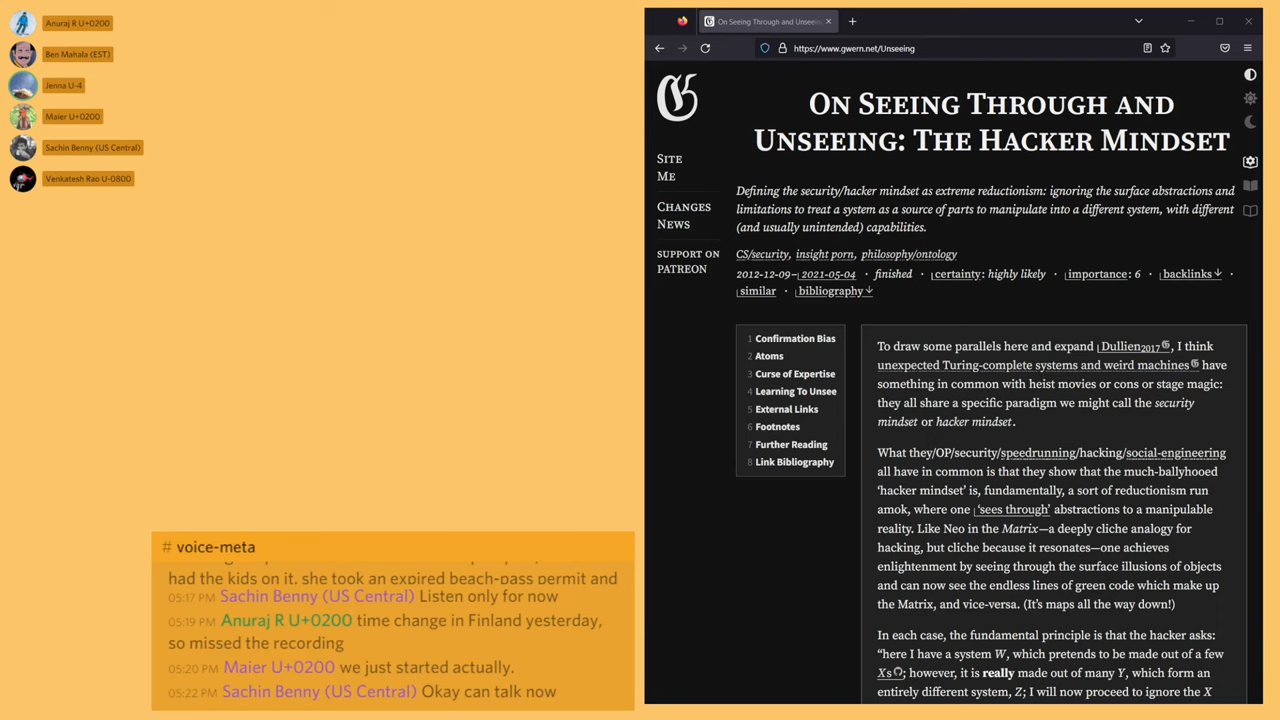 Anuraj R U+0200
Ben Mahala (EST)
Jenna U-4
Maier U+0200
Sachin Benny (US Central)
Venkatesh Rao U-0800
# voice-meta
had the kids on it. she took an expired beach-pass permit and
05:17 PM Sachin Benny (US Central) Listen only for now
05:19 PM Anuraj R U+0200 time change in Finland yesterday,
so missed the recording
05:20 PM Maier U+0200 we just started actually.
05:22 PM Sachin Benny (US Central) Okay can talk now
On Seeing Through and Unseein
https://www.gwern.net/Unseeing
SITE
ME
CHANGES
NEWS
SUPPORT ON
PATREON
ON SEEING THROUGH AND
UNSEEING: THE HACKER MINDSET
Defining the security/hacker mindset as extreme reductionism: ignoring the surface abstractions and
limitations to treat a system as a source of parts to manipulate into a different system, with different
(and usually unintended) capabilities.
CS/security, insight porn, philosophy/ontology
2012-12-09–2021-05-04 · finished · certainty: highly likely · importance: 6 · backlinks ·
similar · bibliography
1 Confirmation Bias
2 Atoms
3 Curse of Expertise
4 Learning To Unsee
5 External Links
6 Footnotes
7 Further Reading
8 Link Bibliography
To draw some parallels here and expand Dullien2017, I think
unexpected Turing-complete systems and weird machines have
something in common with heist movies or cons or stage magic:
they all share a specific paradigm we might call the security
mindset or hacker mindset.
What they/OP/security/speedrunning/hacking/social-engineering
all have in common is that they show that the much-ballyhooed
‘hacker mindset’ is, fundamentally, a sort of reductionism run
amok, where one ‘sees through’ abstractions to a manipulable
reality. Like Neo in the Matrix—a deeply cliche analogy for
hacking, but cliche because it resonates—one achieves
enlightenment by seeing through the surface illusions of objects
and can now see the endless lines of green code which make up
the Matrix, and vice-versa. (It’s maps all the way down!)
In each case, the fundamental principle is that the hacker asks:
“here I have a system W, which pretends to be made out of a few
Xs; however, it is really made out of many Y, which form an
entirely different system, Z; I will now proceed to ignore the X